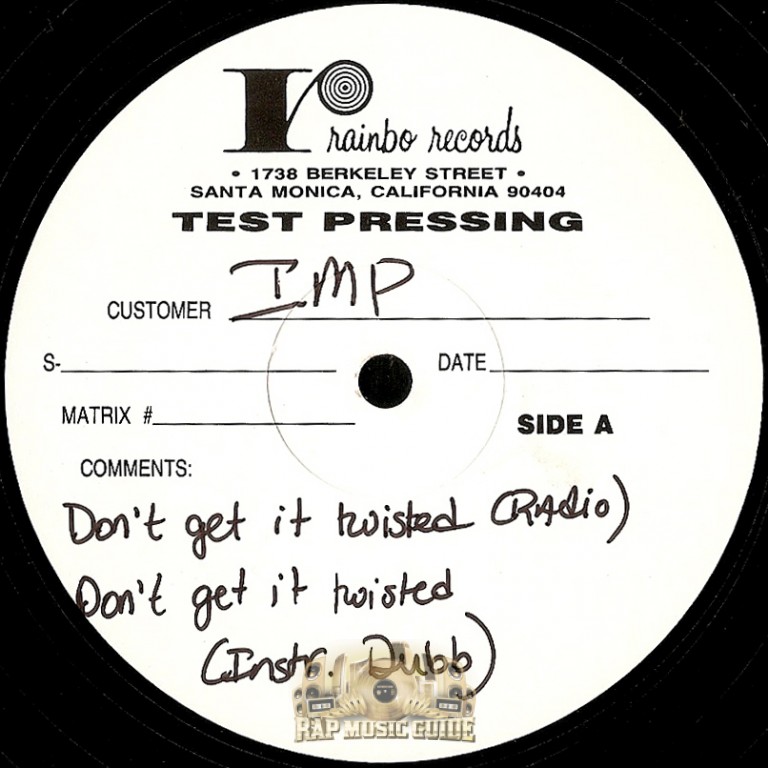 rainbo records
• 1738 BERKELEY STREET •
SANTA MONICA, CALIFORNIA 90404
TEST PRESSING
CUSTOMER IMP
S-
DATE
MATRIX #
SIDE A
COMMENTS:
Don't get it twisted (Radio)
Don't get it twisted
(Instr. Dubb)
RAP MUSIC GUIDE